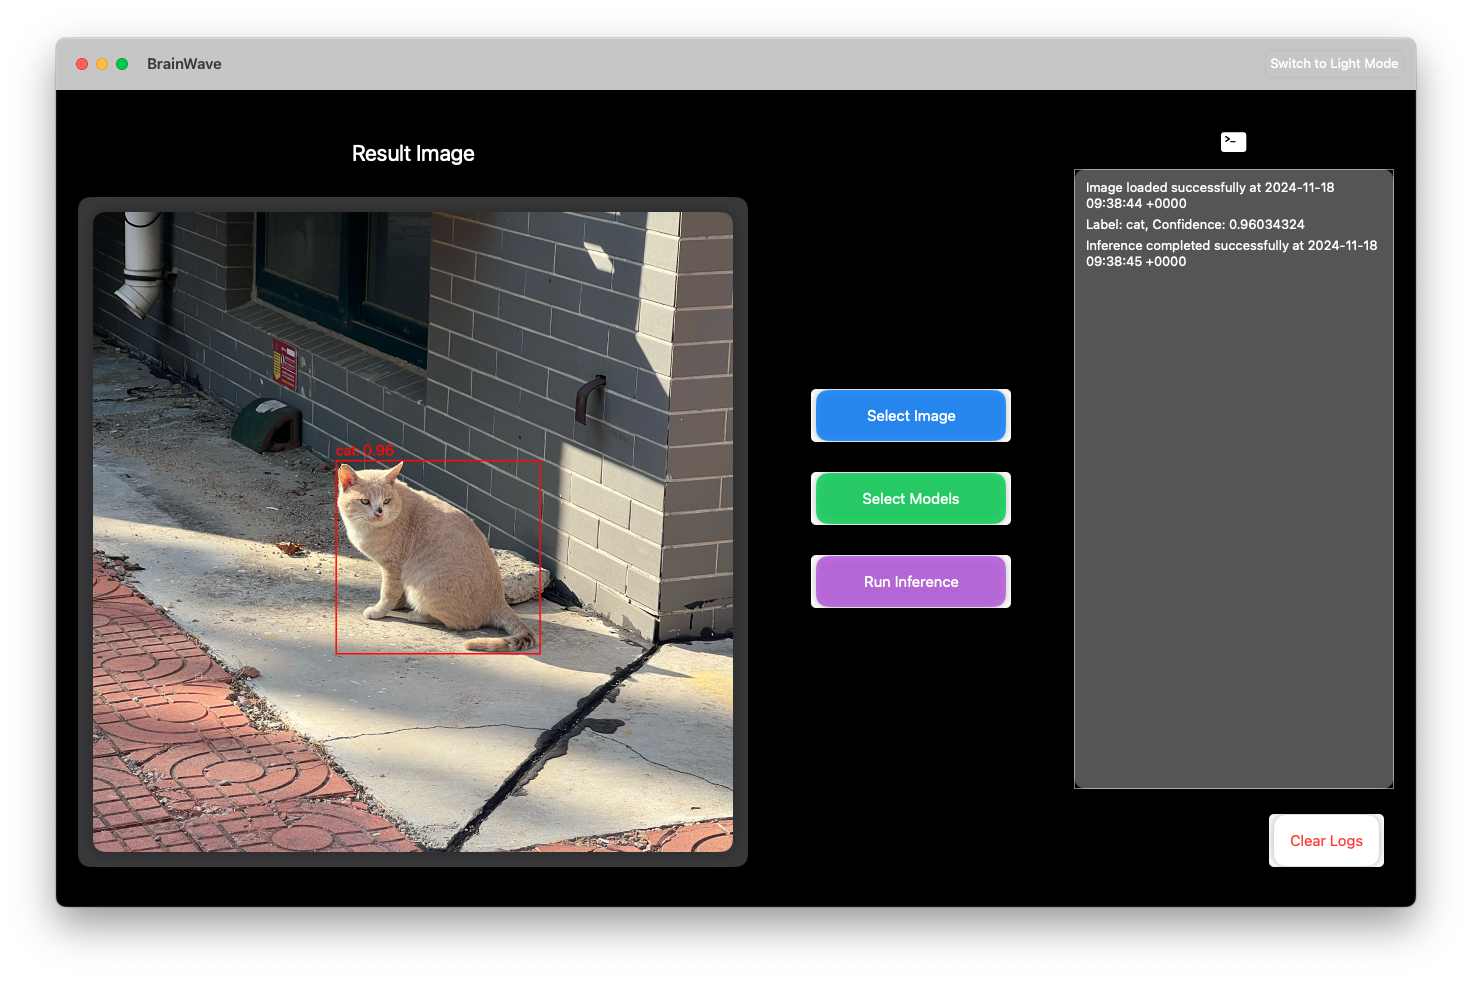 BrainWave
Switch to Light Mode
Result Image
cat: 0.96
Select Image
Select Models
Run Inference
>_
Image loaded successfully at 2024-11-18
09:38:44 +0000
Label: cat, Confidence: 0.96034324
Inference completed successfully at 2024-11-18
09:38:45 +0000
Clear Logs